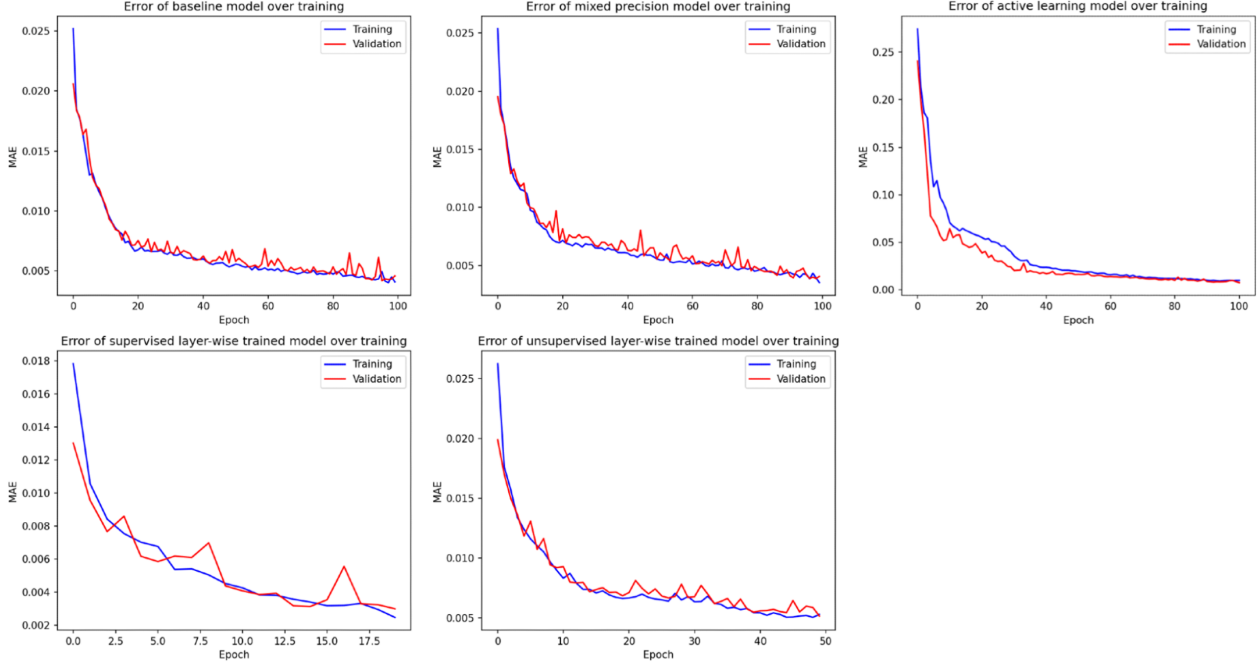 Error of baseline model over training
Training
Validation
0.025
0.020
0.015
0.010
0.005
MAE
0
20
40
60
80
100
Epoch
Error of mixed precision model over training
Training
Validation
0.025
0.020
0.015
0.010
0.005
MAE
0
20
40
60
80
100
Epoch
Error of active learning model over training
Training
Validation
0.25
0.20
0.15
0.10
0.05
0.00
MAE
0
20
40
60
80
100
Epoch
Error of supervised layer-wise trained model over training
Training
Validation
0.018
0.016
0.014
0.012
0.010
0.008
0.006
0.004
0.002
MAE
0.0
2.5
5.0
7.5
10.0
12.5
15.0
17.5
Epoch
Error of unsupervised layer-wise trained model over training
Training
Validation
0.025
0.020
0.015
0.010
0.005
MAE
0
10
20
30
40
50
Epoch